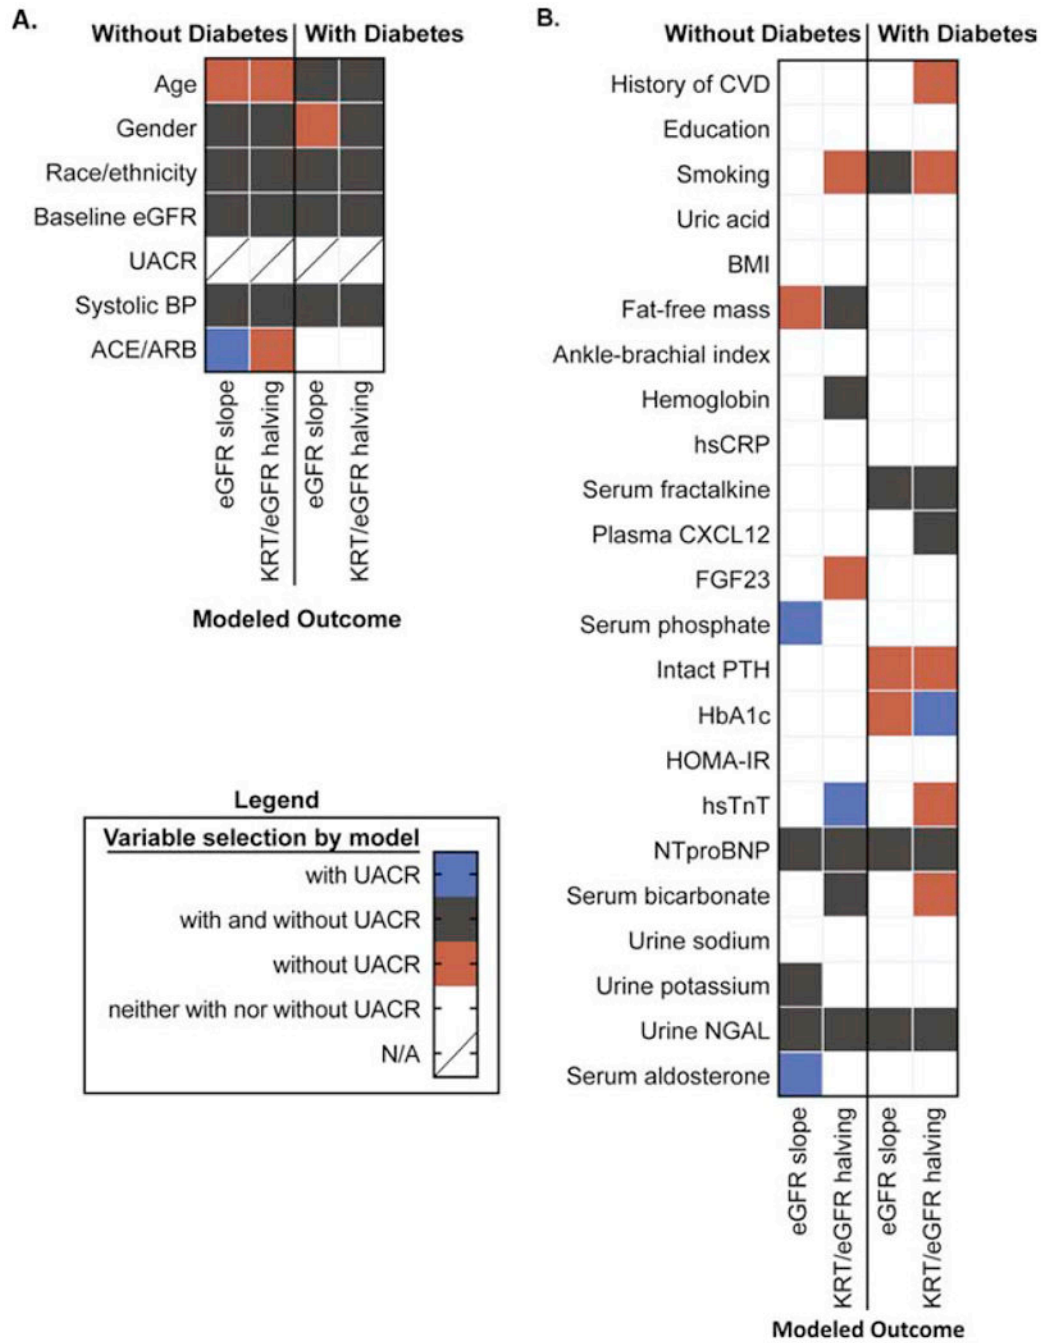 A.
Without Diabetes With Diabetes
Age
Gender
Race/ethnicity
Baseline eGFR
UACR
Systolic BP
ACE/ARB
eGFR slope
KRT/eGFR halving
eGFR slope
KRT/eGFR halving
Modeled Outcome
Legend
Variable selection by model
with UACR
with and without UACR
without UACR
neither with nor without UACR
N/A
B.
Without Diabetes With Diabetes
History of CVD
Education
Smoking
Uric acid
BMI
Fat-free mass
Ankle-brachial index
Hemoglobin
hsCRP
Serum fractalkine
Plasma CXCL12
FGF23
Serum phosphate
Intact PTH
HbA1c
HOMA-IR
hsTnT
NTproBNP
Serum bicarbonate
Urine sodium
Urine potassium
Urine NGAL
Serum aldosterone
eGFR slope
KRT/eGFR halving
eGFR slope
KRT/eGFR halving
Modeled Outcome